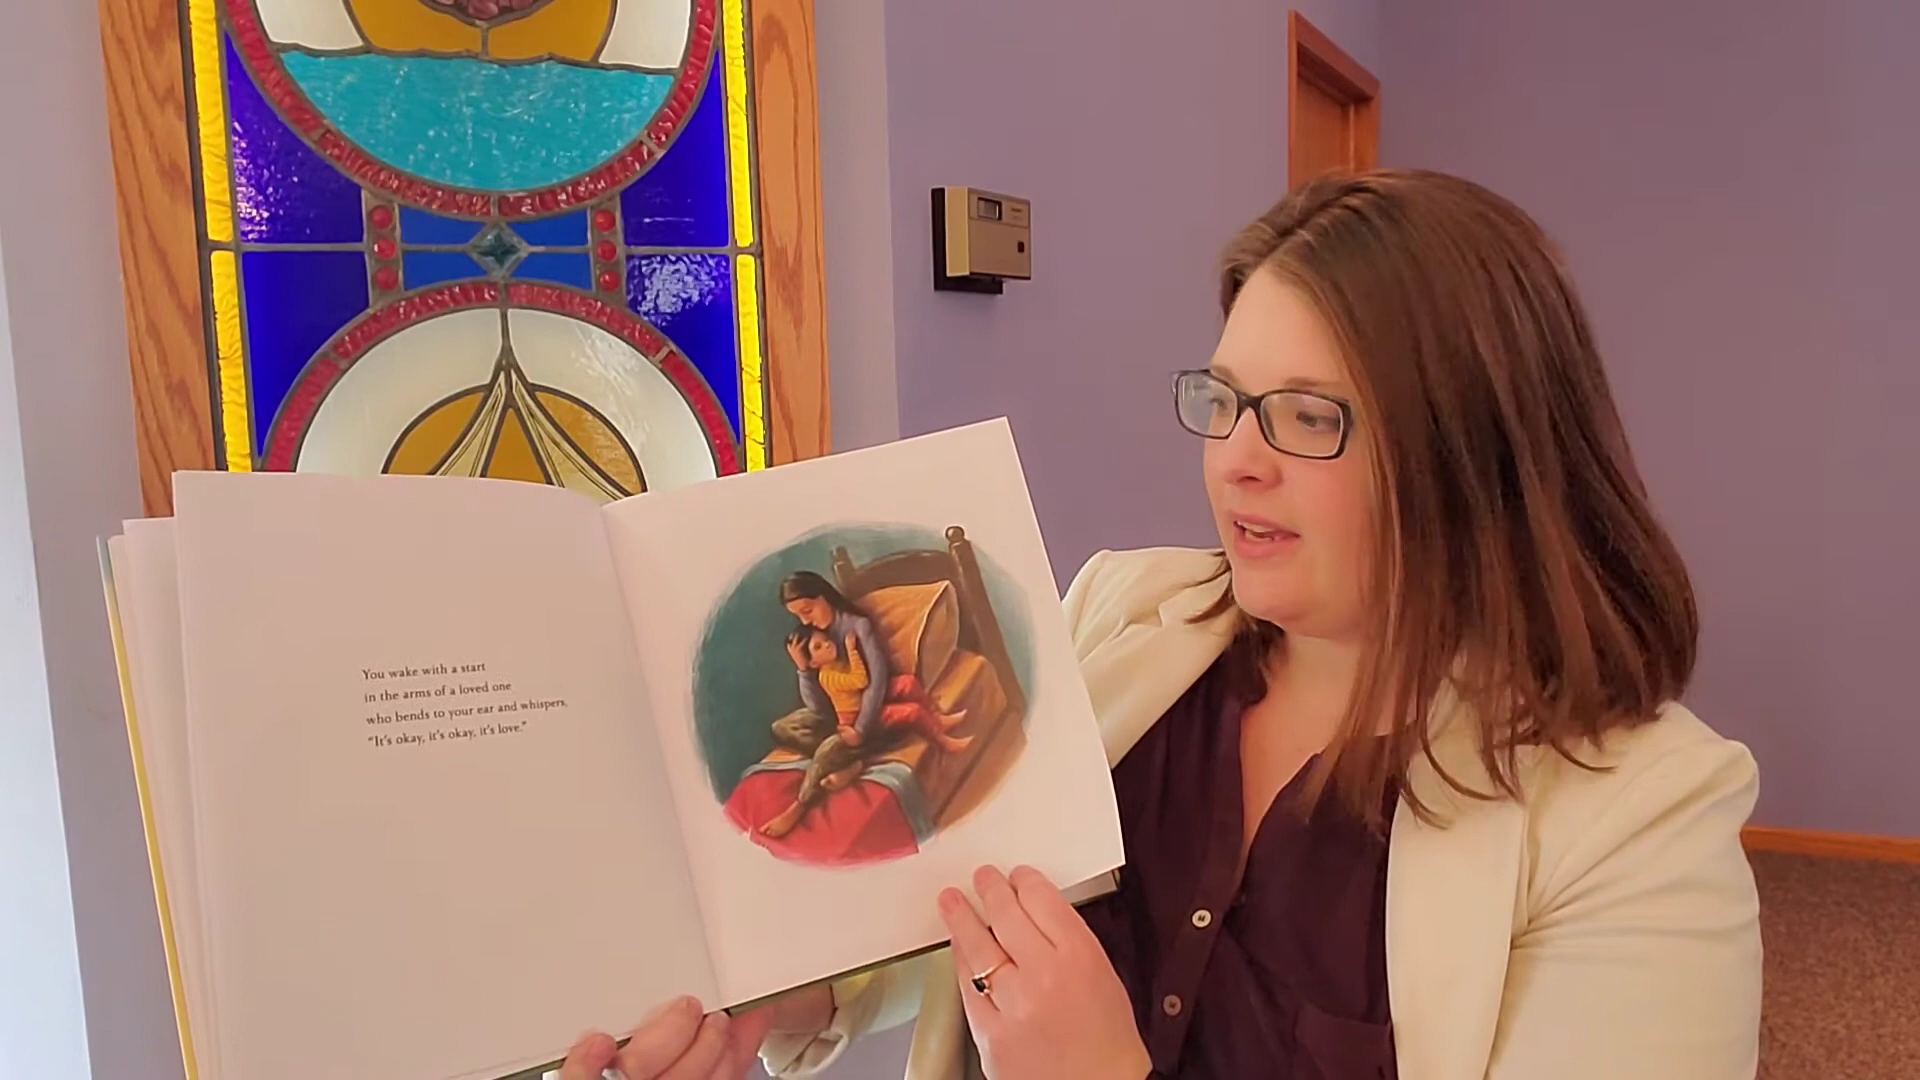 You wake with a start
in the arms of a loved one
who bends to your ear and whispers,
“It's okay, it's okay, it's love.”